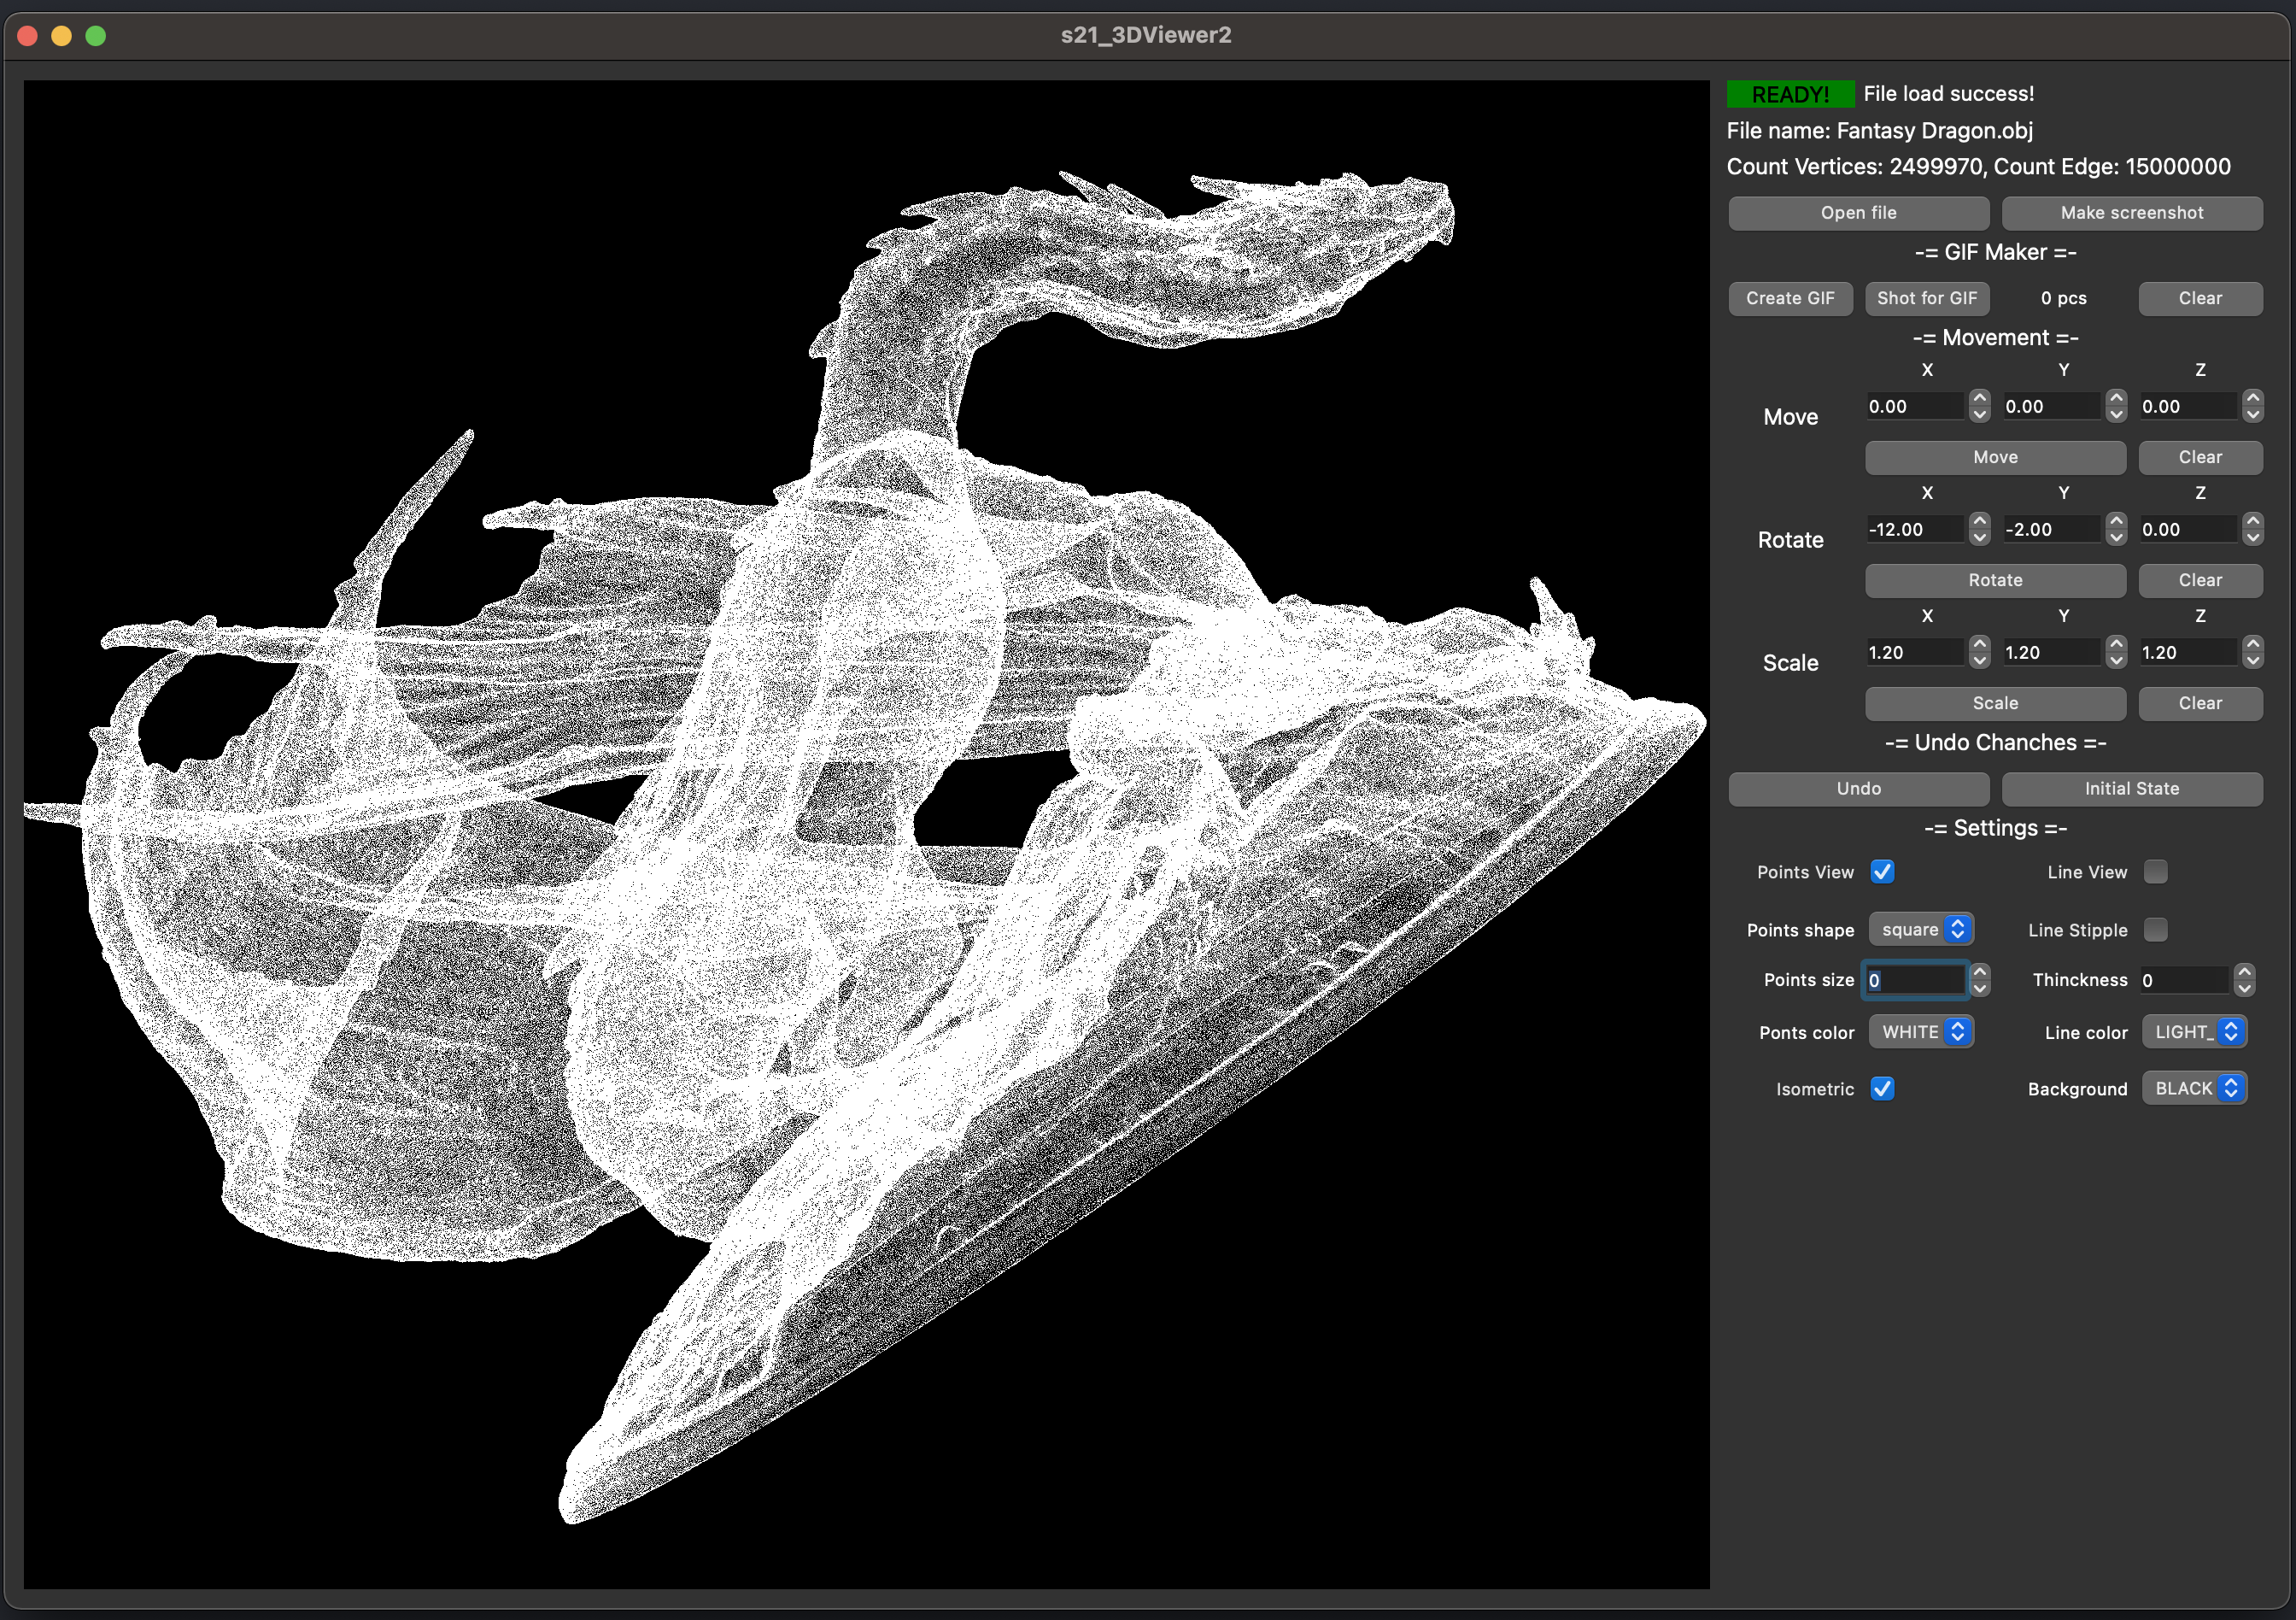 s21_3DViewer2
READY! File load success!
File name: Fantasy Dragon.obj
Count Vertices: 2499970, Count Edge: 15000000
Open file Make screenshot
-= GIF Maker =-
Create GIF Shot for GIF 0 pcs Clear
-= Movement =-
X Y Z
Move 0.00 0.00 0.00
Move Clear
X Y Z
Rotate -12.00 -2.00 0.00
Rotate Clear
X Y Z
Scale 1.20 1.20 1.20
Scale Clear
-= Undo Chanches =-
Undo Initial State
-= Settings =-
Points View Line View
Points shape square Line Stipple
Points size 0 Thinckness 0
Ponts color WHITE Line color LIGHT_
Isometric Background BLACK